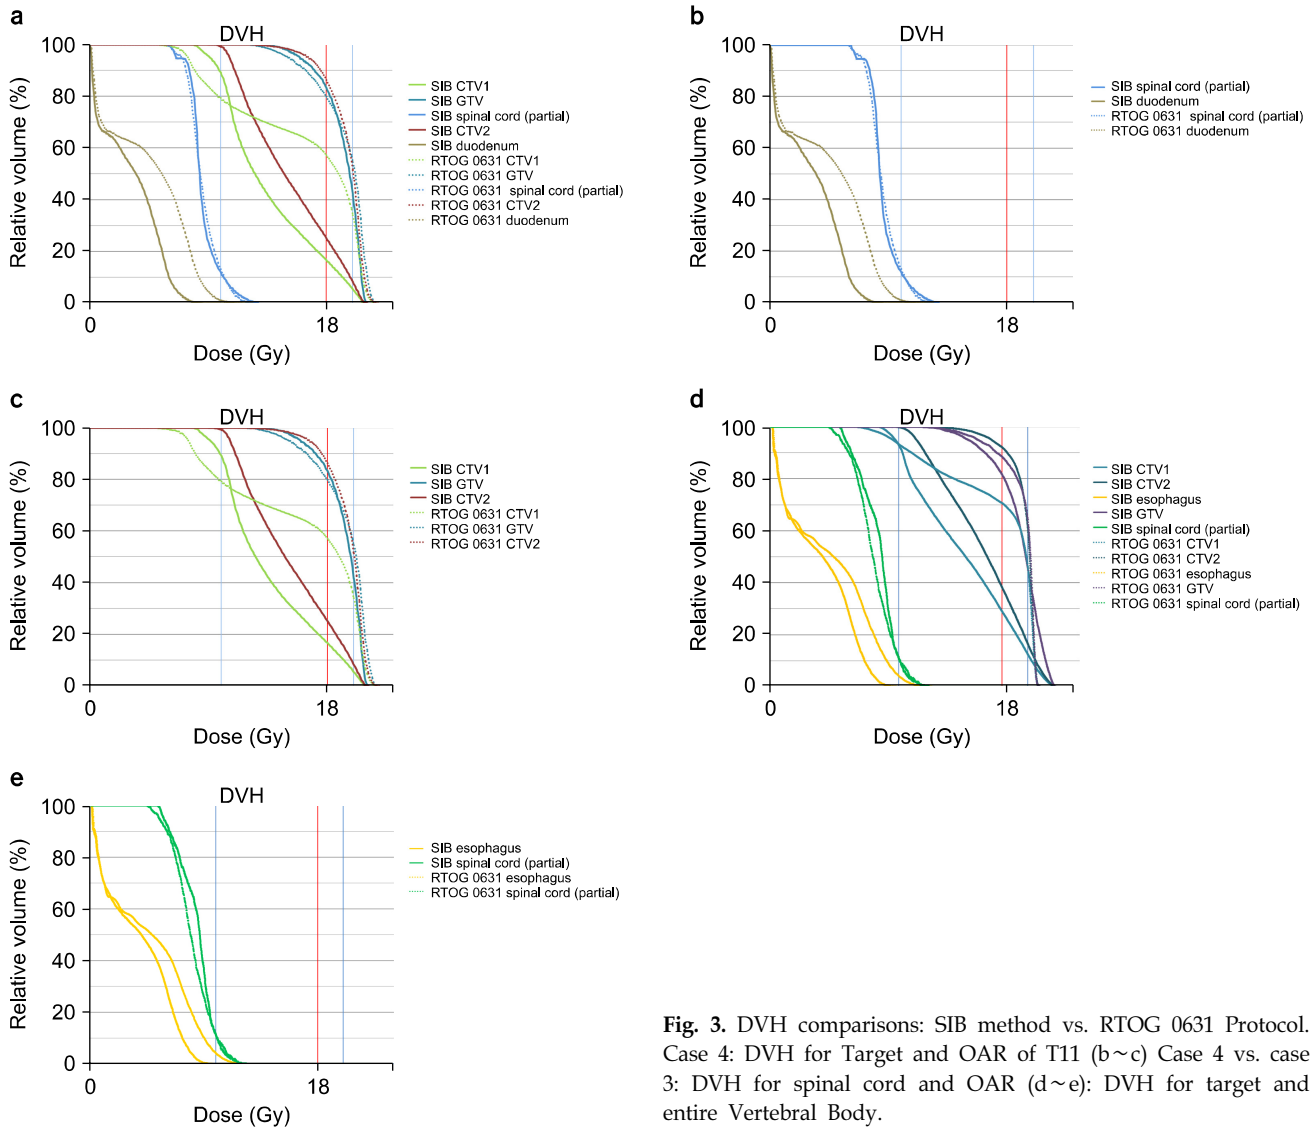 a
DVH
Relative volume (%)
100
80
60
40
20
0
0
18
Dose (Gy)
SIB CTV1
SIB GTV
SIB spinal cord (partial)
SIB CTV2
SIB duodenum
RTOG 0631 CTV1
RTOG 0631 GTV
RTOG 0631 spinal cord (partial)
RTOG 0631 CTV2
RTOG 0631 duodenum
b
DVH
Relative volume (%)
100
80
60
40
20
0
0
18
Dose (Gy)
SIB spinal cord (partial)
SIB duodenum
RTOG 0631 spinal cord (partial)
RTOG 0631 duodenum
c
DVH
Relative volume (%)
100
80
60
40
20
0
0
18
Dose (Gy)
SIB CTV1
SIB GTV
SIB CTV2
RTOG 0631 CTV1
RTOG 0631 GTV
RTOG 0631 CTV2
d
DVH
Relative volume (%)
100
80
60
40
20
0
0
18
Dose (Gy)
SIB CTV1
SIB CTV2
SIB esophagus
SIB GTV
SIB spinal cord (partial)
RTOG 0631 CTV1
RTOG 0631 CTV2
RTOG 0631 esophagus
RTOG 0631 GTV
RTOG 0631 spinal cord (partial)
e
DVH
Relative volume (%)
100
80
60
40
20
0
0
18
Dose (Gy)
SIB esophagus
SIB spinal cord (partial)
RTOG 0631 esophagus
RTOG 0631 spinal cord (partial)
Fig. 3. DVH comparisons: SIB method vs. RTOG 0631 Protocol.
Case 4: DVH for Target and OAR of T11 (b~c) Case 4 vs. case
3: DVH for spinal cord and OAR (d~e): DVH for target and
entire Vertebral Body.